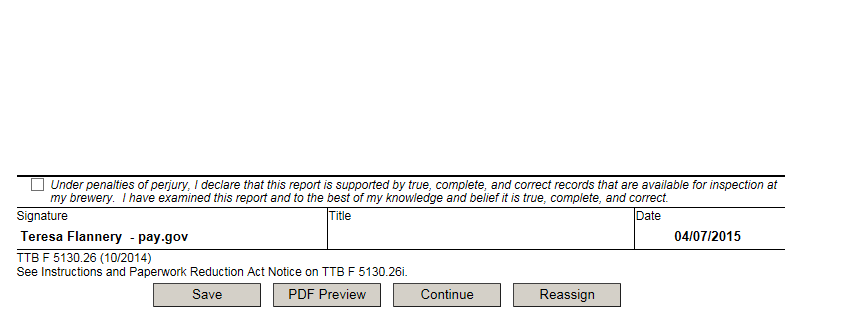 Under penalties of perjury, I declare that this report is supported by true, complete, and correct records that are available for inspection at
my brewery. I have examined this report and to the best of my knowledge and belief it is true, complete, and correct.
Signature Title Date
Teresa Flannery - pay.gov 04/07/2015
TTB F 5130.26 (10/2014)
See Instructions and Paperwork Reduction Act Notice on TTB F 5130.26i.
Save PDF Preview Continue Reassign